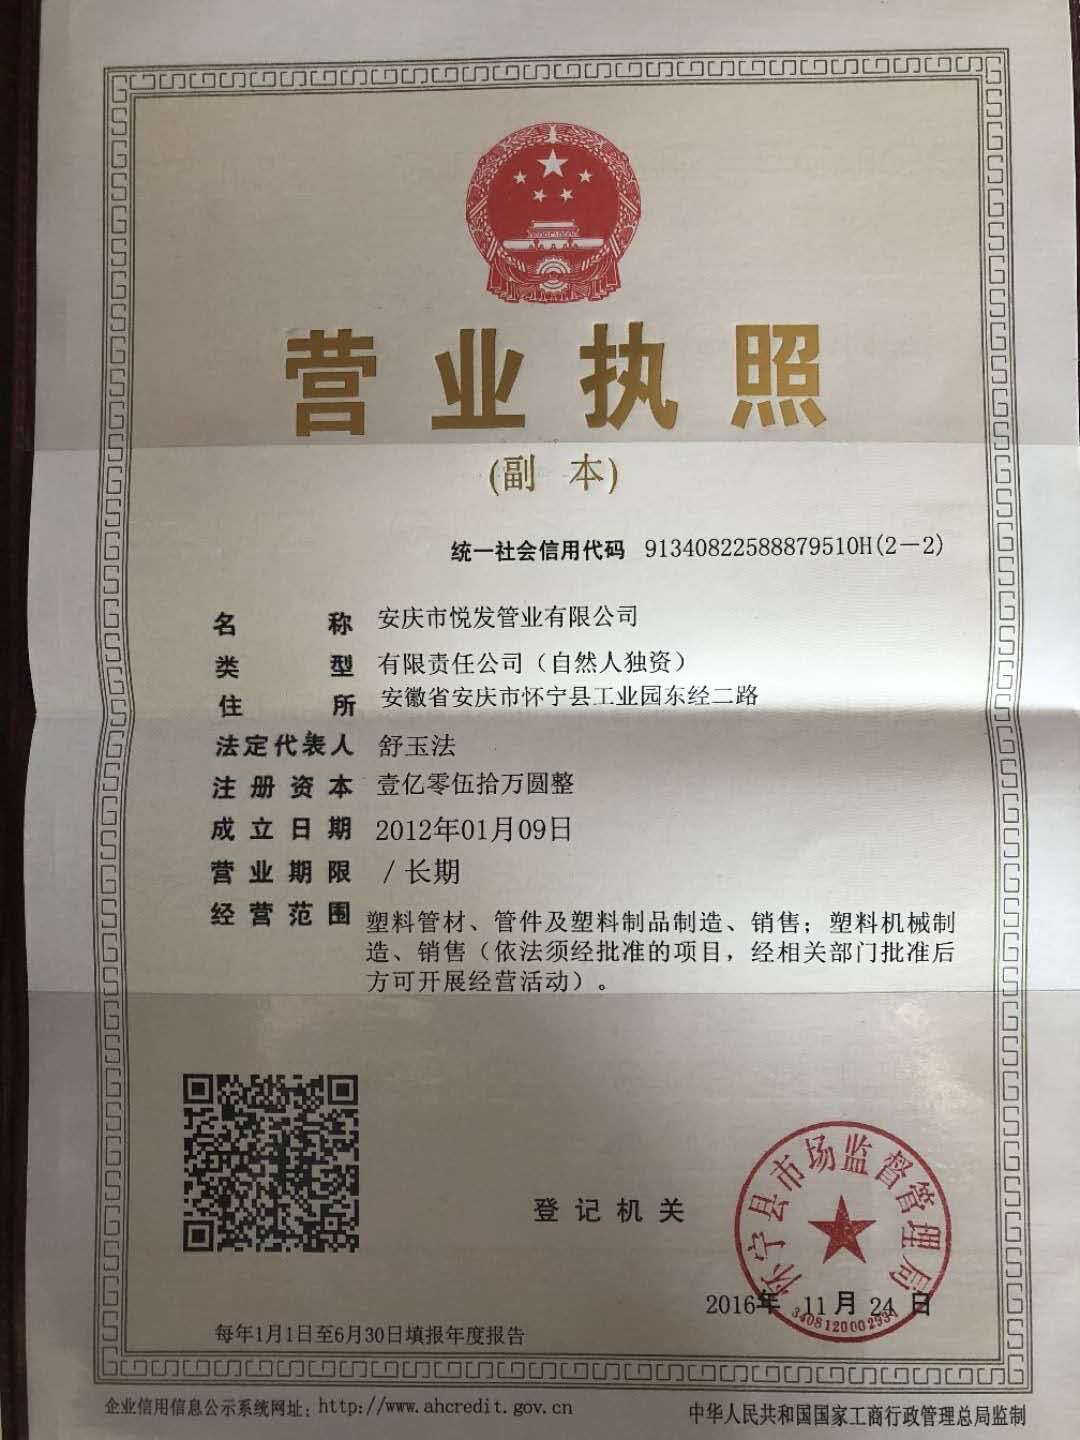 营业执照
(副 本)
统一社会信用代码 91340822588879510H(2-2)
名称 安庆市悦发管业有限公司
类型 有限责任公司（自然人独资）
住所 安徽省安庆市怀宁县工业园东经二路
法定代表人 舒玉法
注册资本 壹亿零伍拾万圆整
成立日期 2012年01月09日
营业期限 /长期
经营范围 塑料管材、管件及塑料制品制造、销售；塑料机械制
造、销售（依法须经批准的项目，经相关部门批准后
方可开展经营活动）。
登记机关
怀宁县市场监督管理局
2016年 11月 24日
每年1月1日至6月30日填报年度报告
企业信用信息公示系统网址：http://www.ahcredit.gov.cn
中华人民共和国国家工商行政管理总局监制